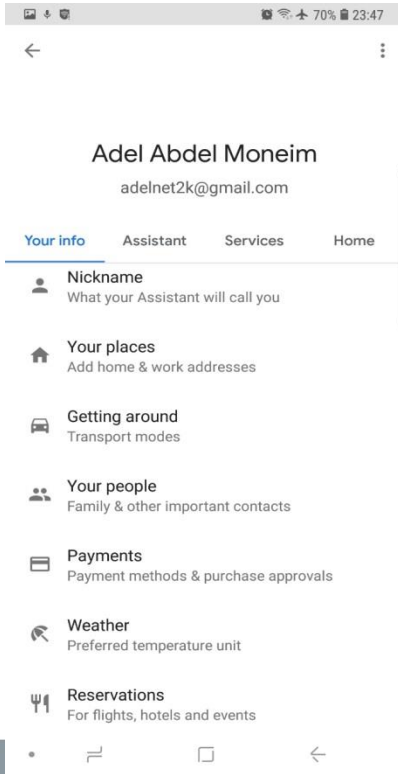 70% 23:47
Adel Abdel Moneim
adelnet2k@gmail.com
Your info Assistant Services Home
Nickname
What your Assistant will call you
Your places
Add home & work addresses
Getting around
Transport modes
Your people
Family & other important contacts
Payments
Payment methods & purchase approvals
Weather
Preferred temperature unit
Reservations
For flights, hotels and events